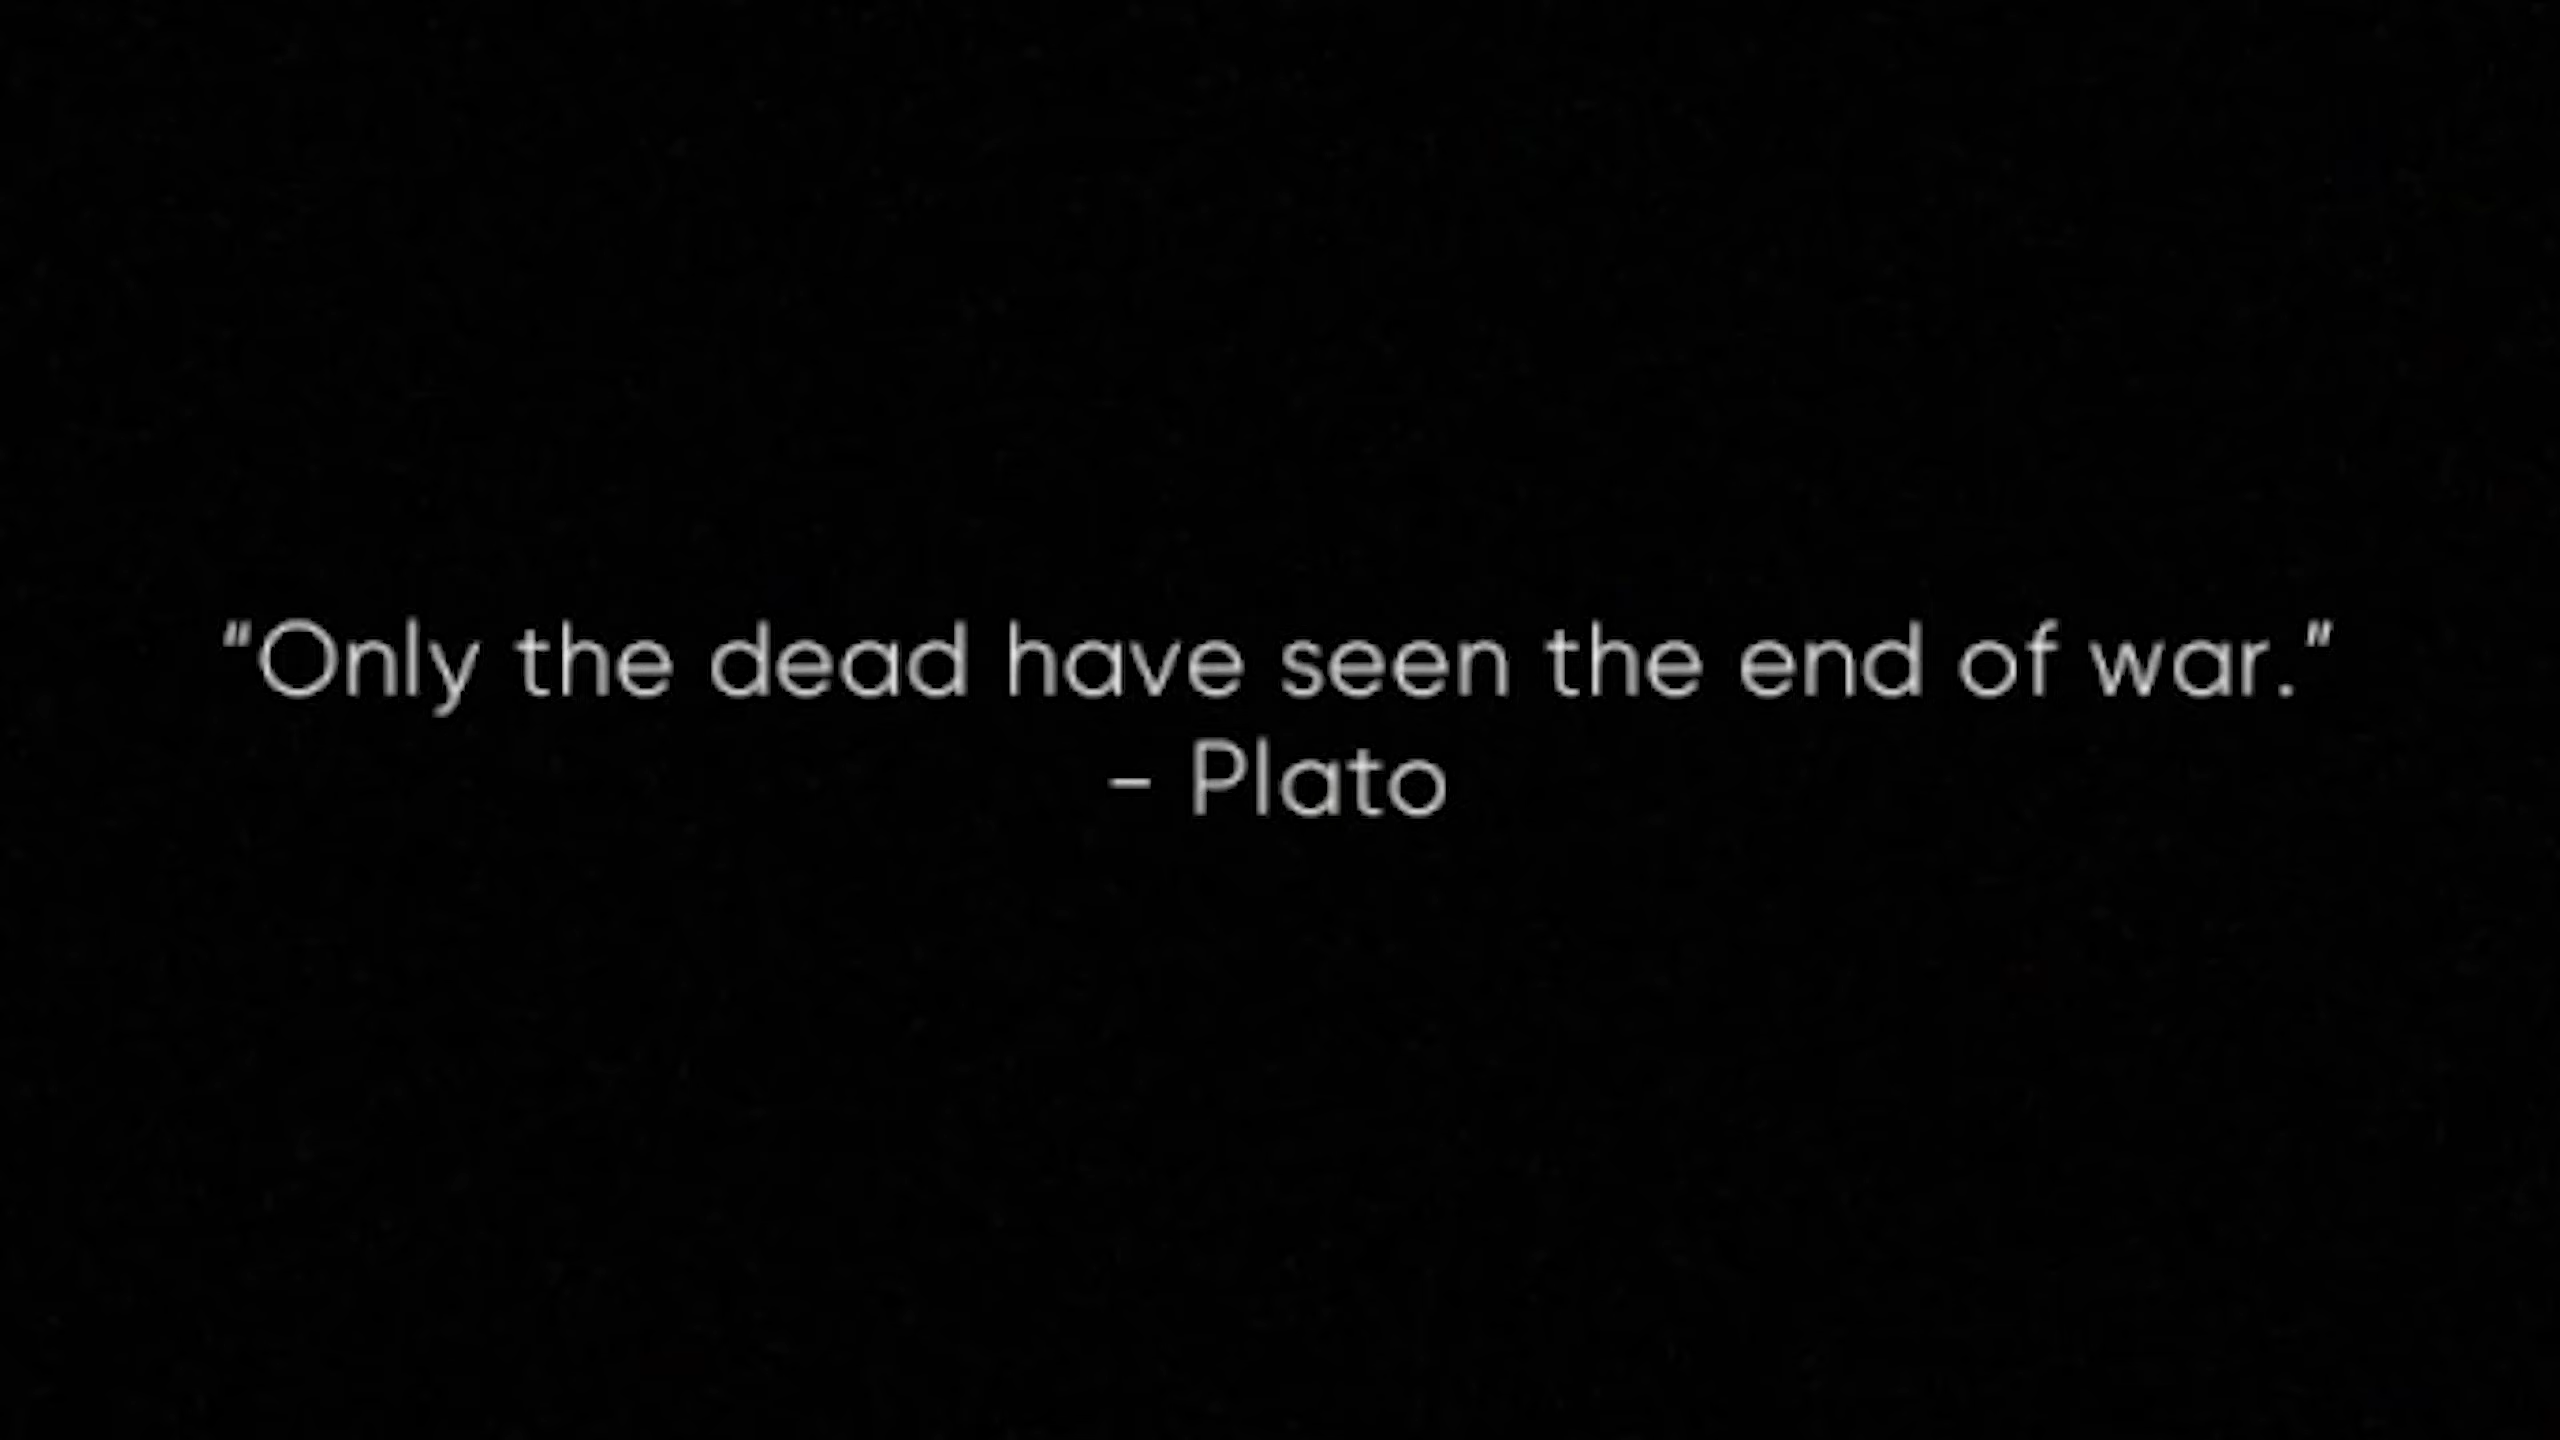 “Only the dead have seen the end of war.”
– Plato